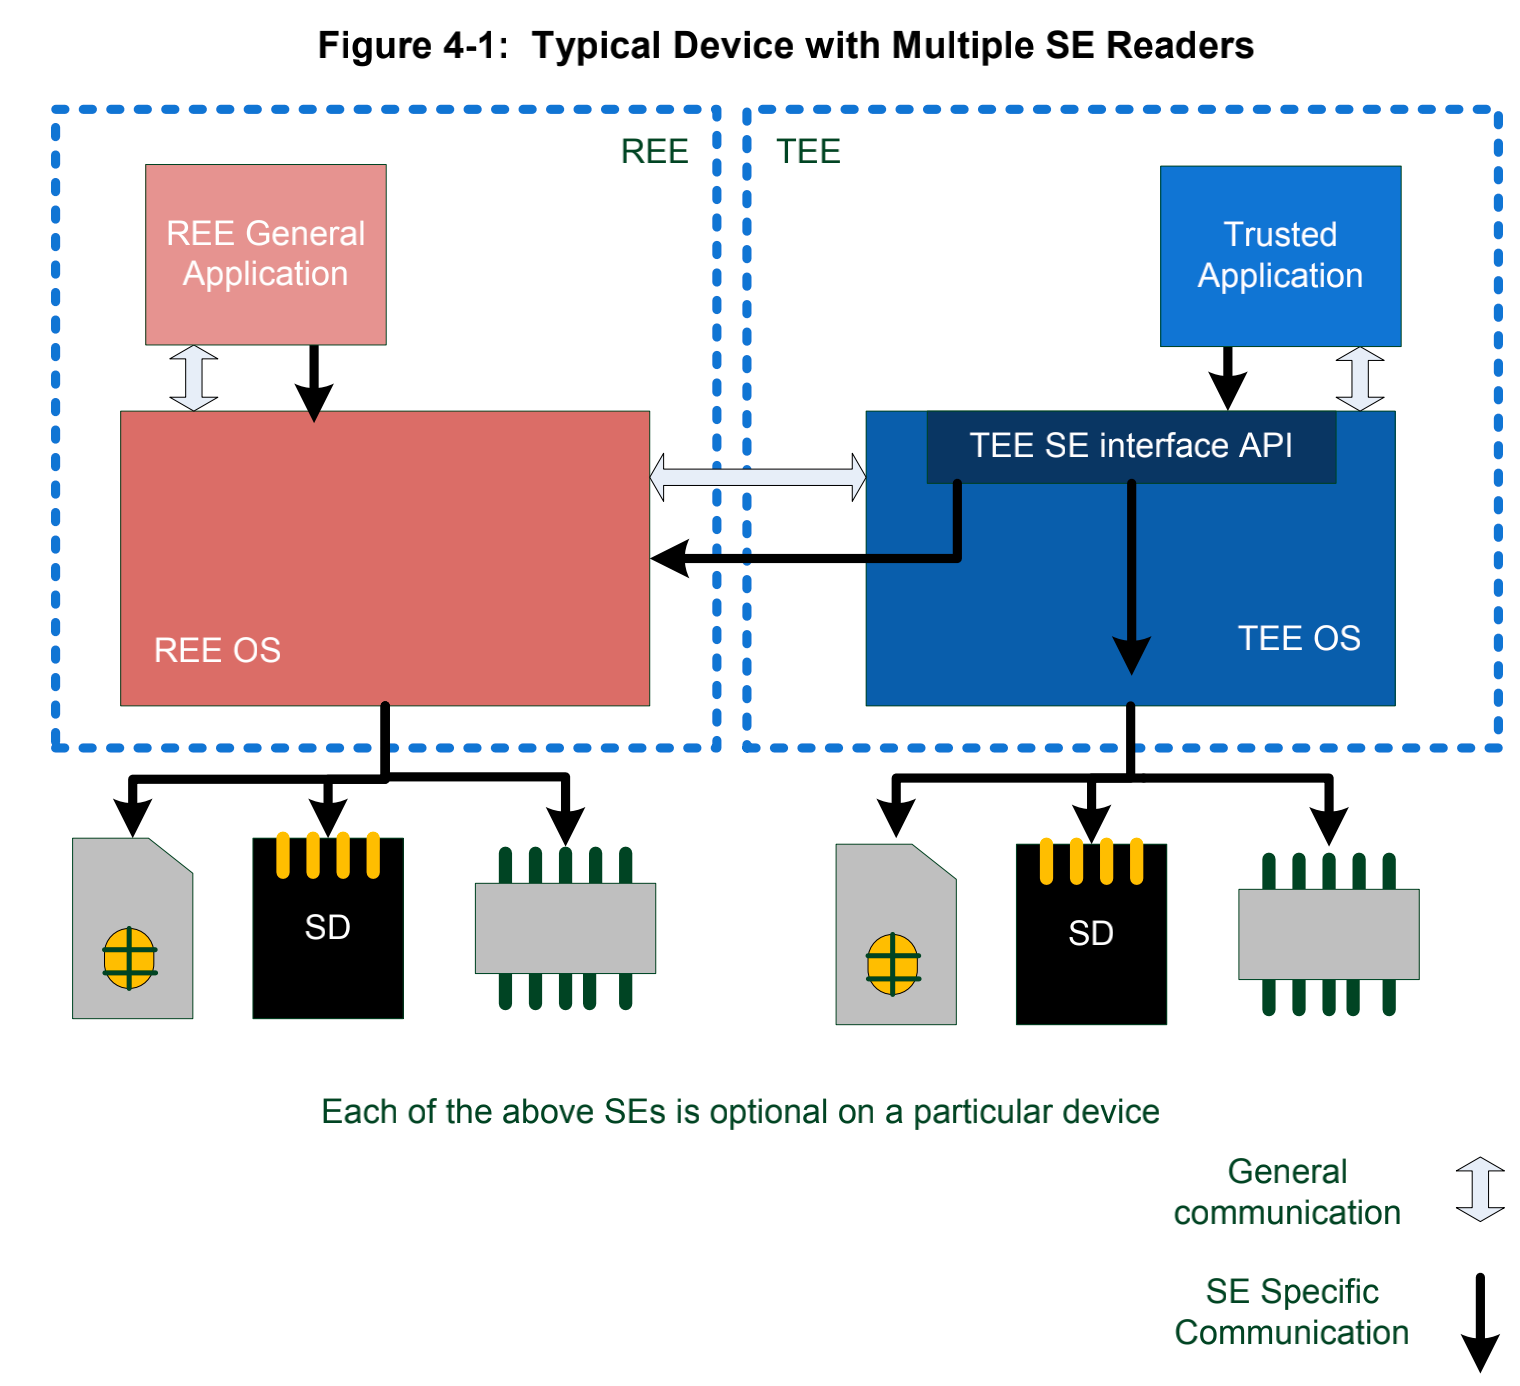 Figure 4-1:  Typical Device with Multiple SE Readers
REE
TEE
REE General
Application
Trusted
Application
TEE SE interface API
REE OS
TEE OS
SD
SD
Each of the above SEs is optional on a particular device
General
communication
SE Specific
Communication